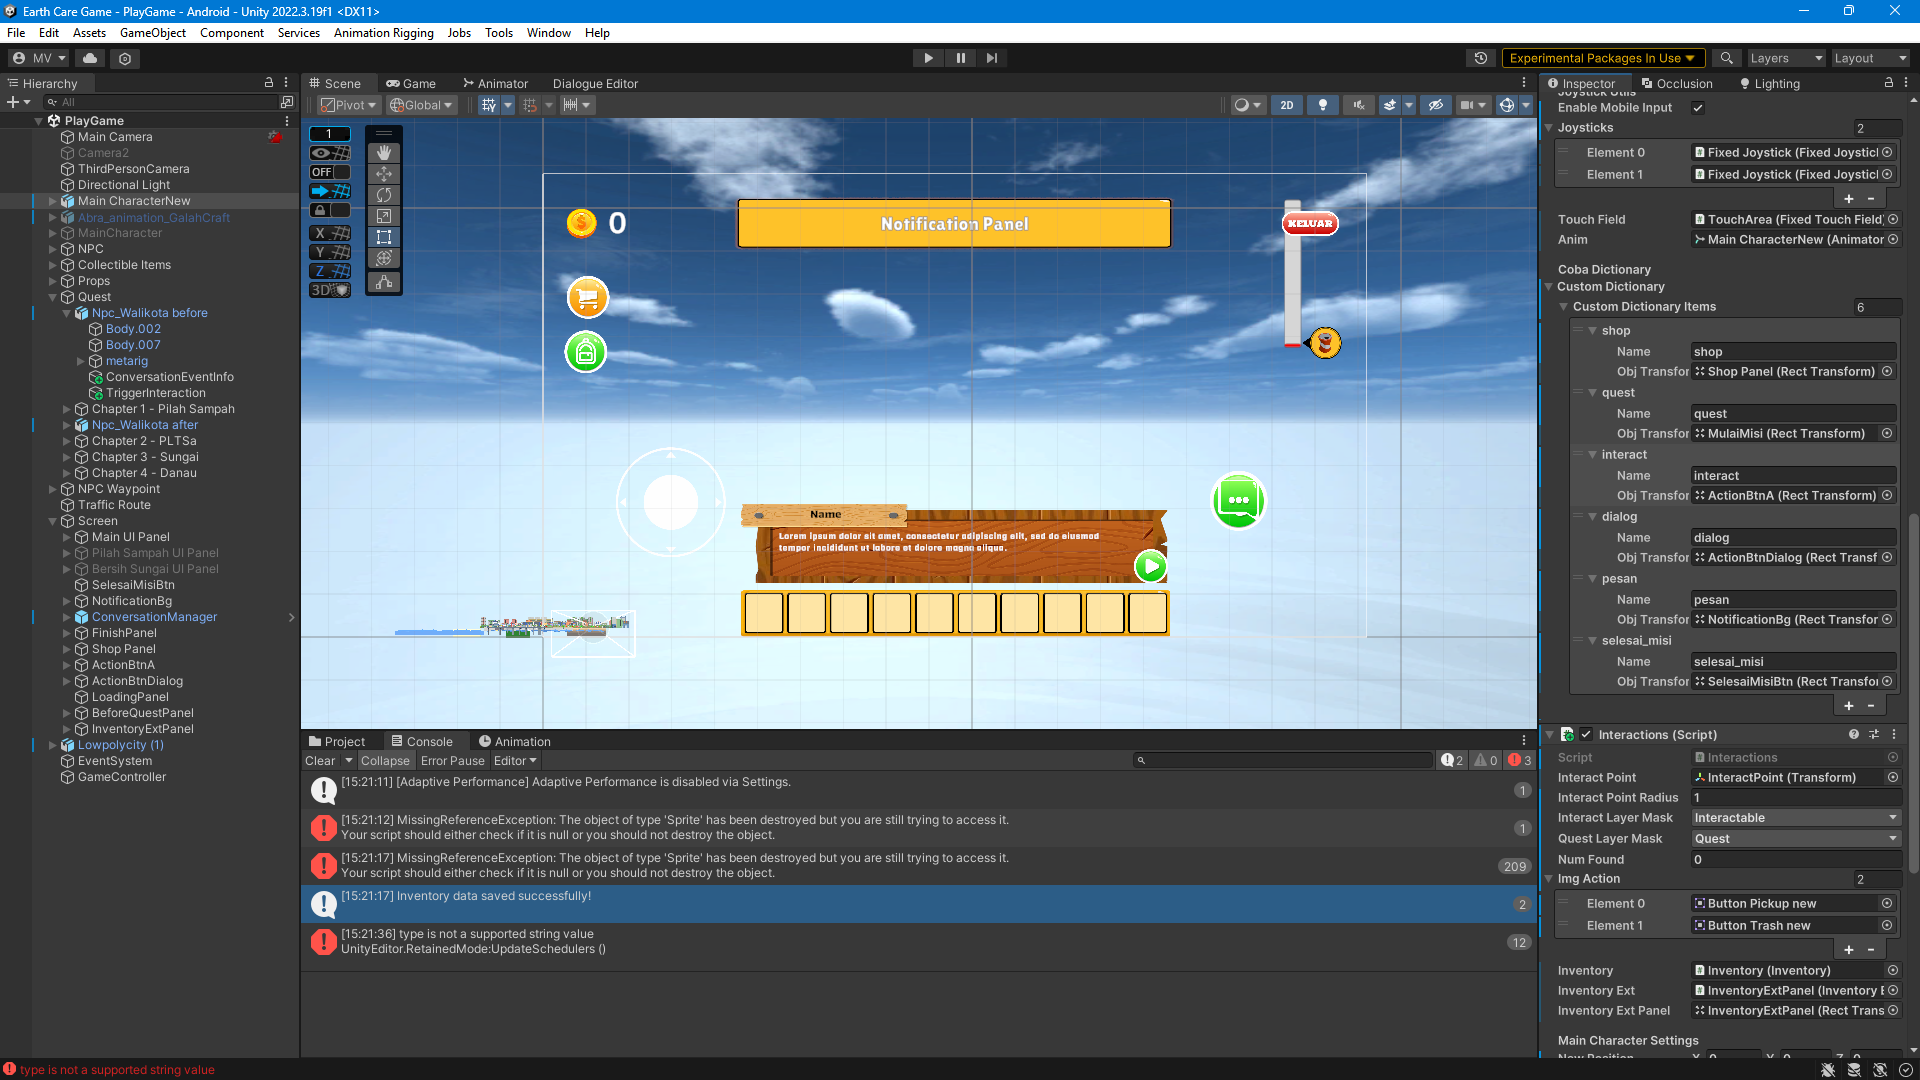 Earth Care Game - PlayGame - Android - Unity 2022.3.19f1 <DX11>
File Edit Assets GameObject Component Services Animation Rigging Jobs Tools Window Help
MV
Experimental Packages In Use
Layers
Layout
Hierarchy
All
PlayGame
Main Camera
Camera2
ThirdPersonCamera
Directional Light
Main CharacterNew
Abra_animation_GalahCraft
MainCharacter
NPC
Collectible Items
Props
Quest
Npc_Walikota before
Body.002
Body.007
metarig
ConversationEventInfo
TriggerInteraction
Chapter 1 - Pilah Sampah
Npc_Walikota after
Chapter 2 - PLTSa
Chapter 3 - Sungai
Chapter 4 - Danau
NPC Waypoint
Traffic Route
Screen
Main UI Panel
Pilah Sampah UI Panel
Bersih Sungai UI Panel
SelesaiMisiBtn
NotificationBg
ConversationManager
FinishPanel
Shop Panel
ActionBtnA
ActionBtnDialog
LoadingPanel
BeforeQuestPanel
InventoryExtPanel
Lowpolycity (1)
EventSystem
GameController
Scene Game Animator Dialogue Editor
Pivot Global
2D
1
OFF
X
Y
Z
3D
0
Notification Panel
KELUAR
Name
Lorem ipsum dolor sit amet, consectetur adipiscing elit, sed do eiusmod
tempor incididunt ut labore et dolore magna aliqua.
Project Console Animation
Clear Collapse Error Pause Editor
2 0 3
[15:21:11] [Adaptive Performance] Adaptive Performance is disabled via Settings.
1
[15:21:12] MissingReferenceException: The object of type 'Sprite' has been destroyed but you are still trying to access it.
Your script should either check if it is null or you should not destroy the object.
1
[15:21:17] MissingReferenceException: The object of type 'Sprite' has been destroyed but you are still trying to access it.
Your script should either check if it is null or you should not destroy the object.
209
[15:21:17] Inventory data saved successfully!
2
[15:21:36] type is not a supported string value
UnityEditor.RetainedMode:UpdateSchedulers ()
12
Inspector Occlusion Lighting
Joystick Utils
Enable Mobile Input
Joysticks 2
Element 0 Fixed Joystick (Fixed Joystick
Element 1 Fixed Joystick (Fixed Joystick
+ -
Touch Field TouchArea (Fixed Touch Field)
Anim Main CharacterNew (Animator
Coba Dictionary
Custom Dictionary
Custom Dictionary Items 6
shop
Name shop
Obj Transfor Shop Panel (Rect Transform)
quest
Name quest
Obj Transfor MulaiMisi (Rect Transform)
interact
Name interact
Obj Transfor ActionBtnA (Rect Transform)
dialog
Name dialog
Obj Transfor ActionBtnDialog (Rect Transf
pesan
Name pesan
Obj Transfor NotificationBg (Rect Transfor
selesai_misi
Name selesai_misi
Obj Transfor SelesaiMisiBtn (Rect Transfor
+ -
Interactions (Script)
Script Interactions
Interact Point InteractPoint (Transform)
Interact Point Radius 1
Interact Layer Mask Interactable
Quest Layer Mask Quest
Num Found 0
Img Action 2
Element 0 Button Pickup new
Element 1 Button Trash new
+ -
Inventory Inventory (Inventory)
Inventory Ext InventoryExtPanel (Inventory E
Inventory Ext Panel InventoryExtPanel (Rect Trans
Main Character Settings
New Position X 0 Y 0 Z 0
type is not a supported string value